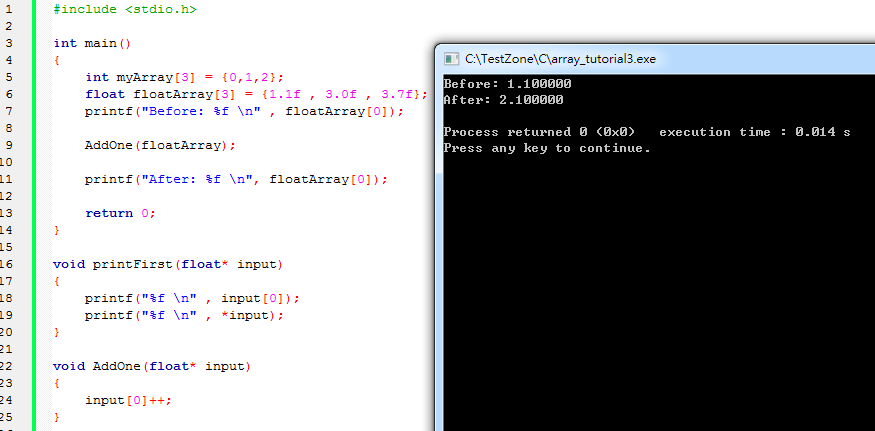 1 #include <stdio.h>
2
3 int main()
4 {
5 int myArray[3] = {0,1,2};
6 float floatArray[3] = {1.1f , 3.0f , 3.7f};
7 printf("Before: %f \n" , floatArray[0]);
8
9 AddOne(floatArray);
10
11 printf("After: %f \n", floatArray[0]);
12
13 return 0;
14 }
15
16 void printFirst(float* input)
17 {
18 printf("%f \n" , input[0]);
19 printf("%f \n" , *input);
20 }
21
22 void AddOne(float* input)
23 {
24 input[0]++;
25 }
C:\TestZone\C\array_tutorial3.exe
Before: 1.100000
After: 2.100000
Process returned 0 (0x0) execution time : 0.014 s
Press any key to continue.